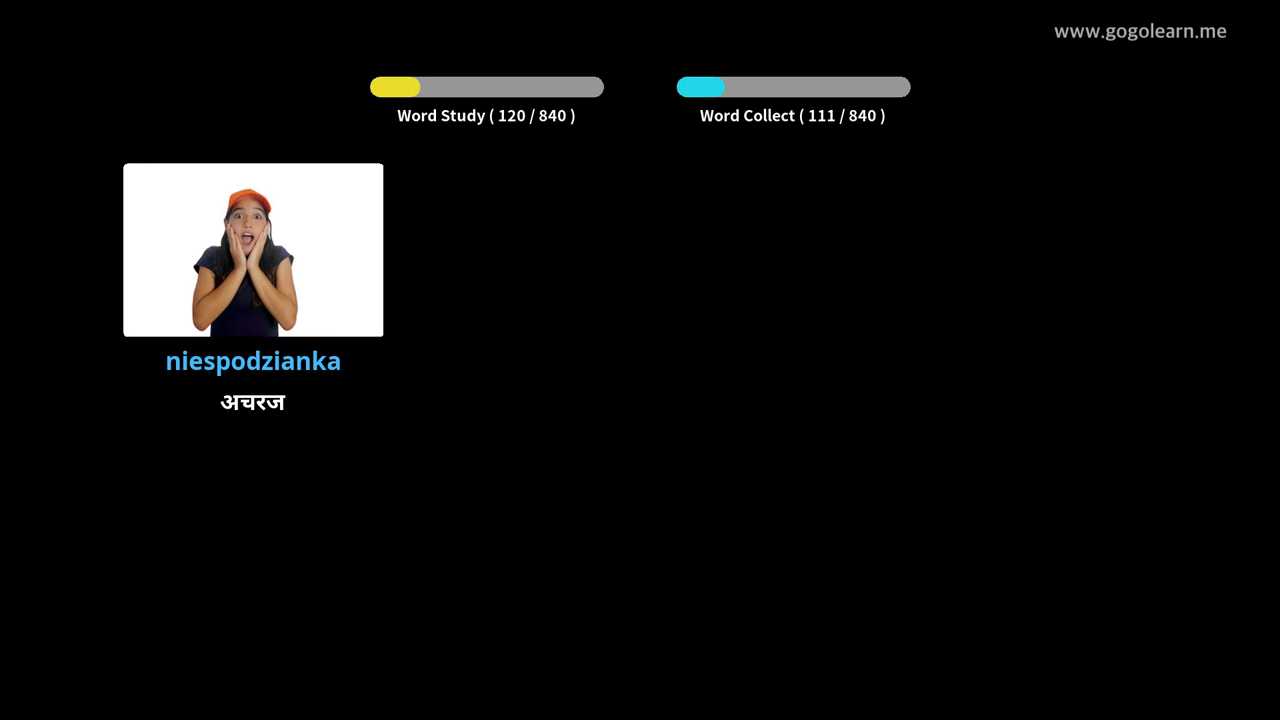 www.gogolearn.me
Word Study ( 120 / 840 )
Word Collect ( 111 / 840 )
niespodzianka
अचरज